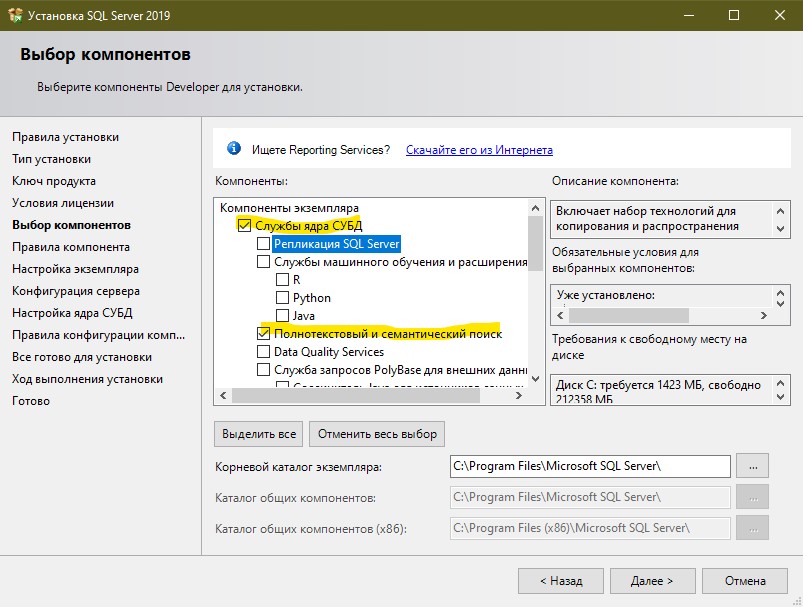 Установка SQL Server 2019
Выбор компонентов
Выберите компоненты Developer для установки.
Правила установки
Тип установки
Ключ продукта
Условия лицензии
Выбор компонентов
Правила компонента
Настройка экземпляра
Конфигурация сервера
Настройка ядра СУБД
Правила конфигурации комп...
Все готово для установки
Ход выполнения установки
Готово
Ищете Reporting Services? Скачайте его из Интернета
Компоненты:
Компоненты экземпляра
Службы ядра СУБД
Репликация SQL Server
Службы машинного обучения и расширения
R
Python
Java
Полнотекстовый и семантический поиск
Data Quality Services
Служба запросов PolyBase для внешних данн
Соединитель Java для источников данных
Описание компонента:
Включает набор технологий для
копирования и распространения
Обязательные условия для
выбранных компонентов:
Уже установлено:
Требования к свободному месту на
диске
Диск C: требуется 1423 МБ, свободно
212358 МБ
Выделить все
Отменить весь выбор
Корневой каталог экземпляра:
C:\Program Files\Microsoft SQL Server\
...
Каталог общих компонентов:
C:\Program Files\Microsoft SQL Server\
...
Каталог общих компонентов (x86):
C:\Program Files (x86)\Microsoft SQL Server\
...
< Назад
Далее >
Отмена